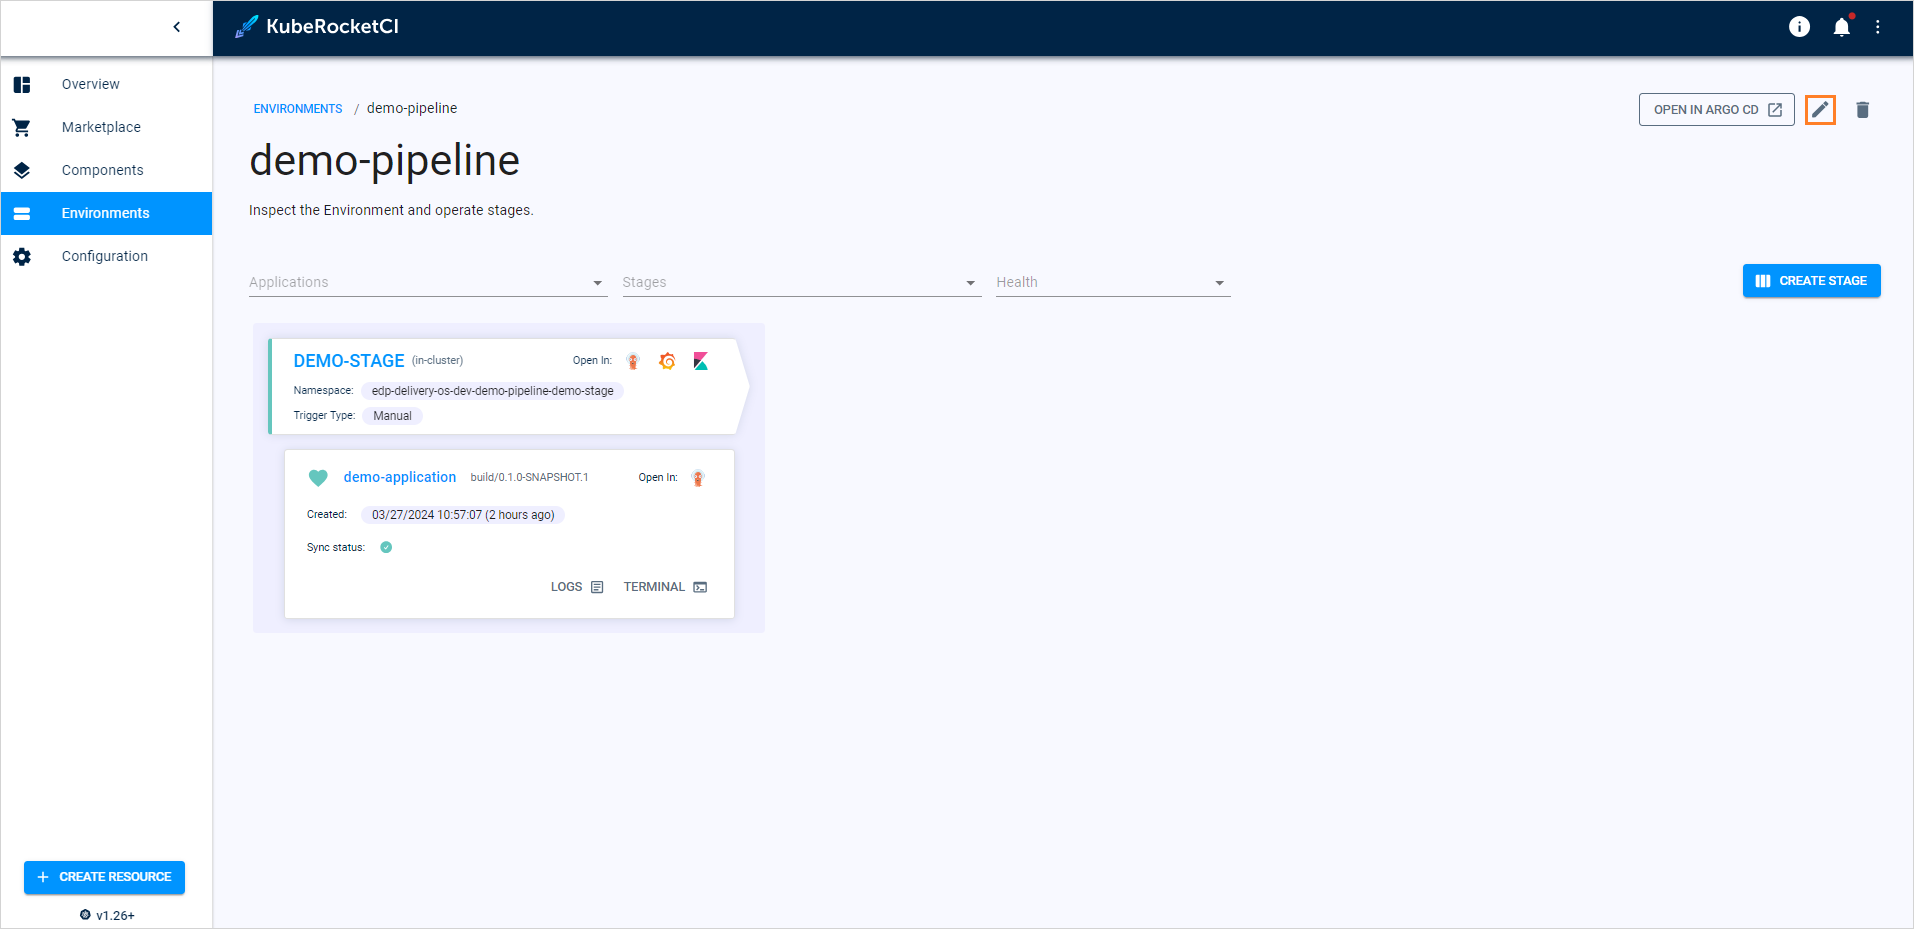 KubeRocketCI
Overview
Marketplace
Components
Environments
Configuration
CREATE RESOURCE
v1.26+
ENVIRONMENTS / demo-pipeline
OPEN IN ARGO CD
demo-pipeline
Inspect the Environment and operate stages.
Applications
Stages
Health
CREATE STAGE
DEMO-STAGE (in-cluster) Open In:
Namespace: edp-delivery-os-dev-demo-pipeline-demo-stage
Trigger Type: Manual
demo-application build/0.1.0-SNAPSHOT.1 Open In:
Created: 03/27/2024 10:57:07 (2 hours ago)
Sync status:
LOGS TERMINAL